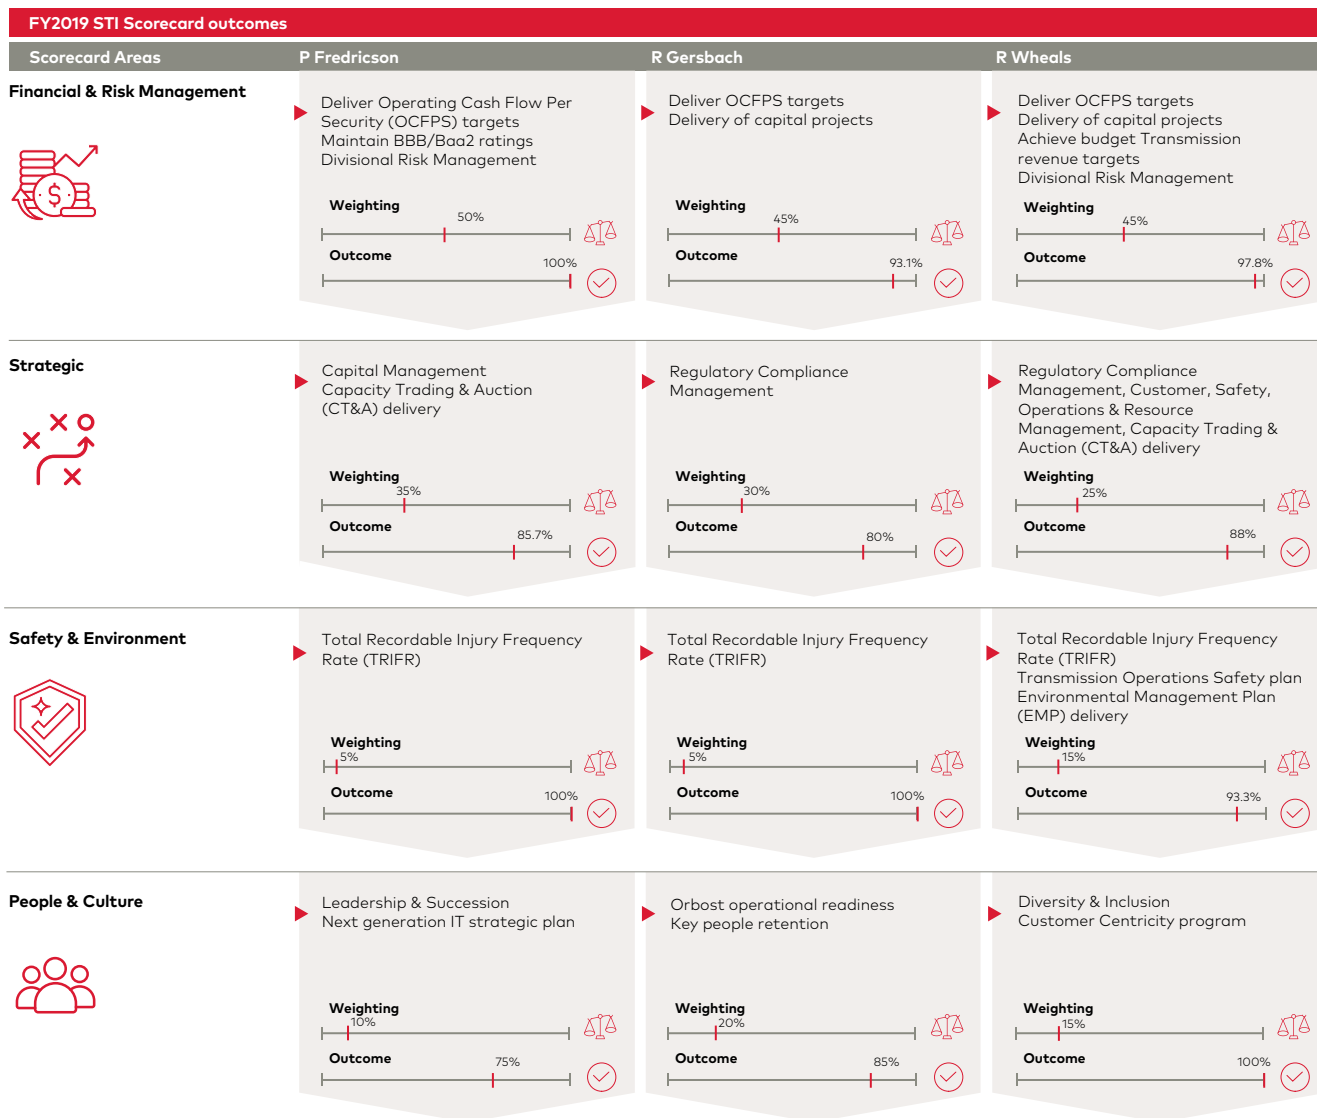 FY2019 STI Scorecard outcomes
Scorecard Areas P Fredricson R Gersbach R Wheals
Financial & Risk Management
Deliver Operating Cash Flow Per
Security (OCFPS) targets
Maintain BBB/Baa2 ratings
Divisional Risk Management
Weighting
50%
Outcome
100%
Deliver OCFPS targets
Delivery of capital projects
Weighting
45%
Outcome
93.1%
Deliver OCFPS targets
Delivery of capital projects
Achieve budget Transmission
revenue targets
Divisional Risk Management
Weighting
45%
Outcome
97.8%
Strategic
Capital Management
Capacity Trading & Auction
(CT&A) delivery
Weighting
35%
Outcome
85.7%
Regulatory Compliance
Management
Weighting
30%
Outcome
80%
Regulatory Compliance
Management, Customer, Safety,
Operations & Resource
Management, Capacity Trading &
Auction (CT&A) delivery
Weighting
25%
Outcome
88%
Safety & Environment
Total Recordable Injury Frequency
Rate (TRIFR)
Weighting
5%
Outcome
100%
Total Recordable Injury Frequency
Rate (TRIFR)
Weighting
5%
Outcome
100%
Total Recordable Injury Frequency
Rate (TRIFR)
Transmission Operations Safety plan
Environmental Management Plan
(EMP) delivery
Weighting
15%
Outcome
93.3%
People & Culture
Leadership & Succession
Next generation IT strategic plan
Weighting
10%
Outcome
75%
Orbost operational readiness
Key people retention
Weighting
20%
Outcome
85%
Diversity & Inclusion
Customer Centricity program
Weighting
15%
Outcome
100%